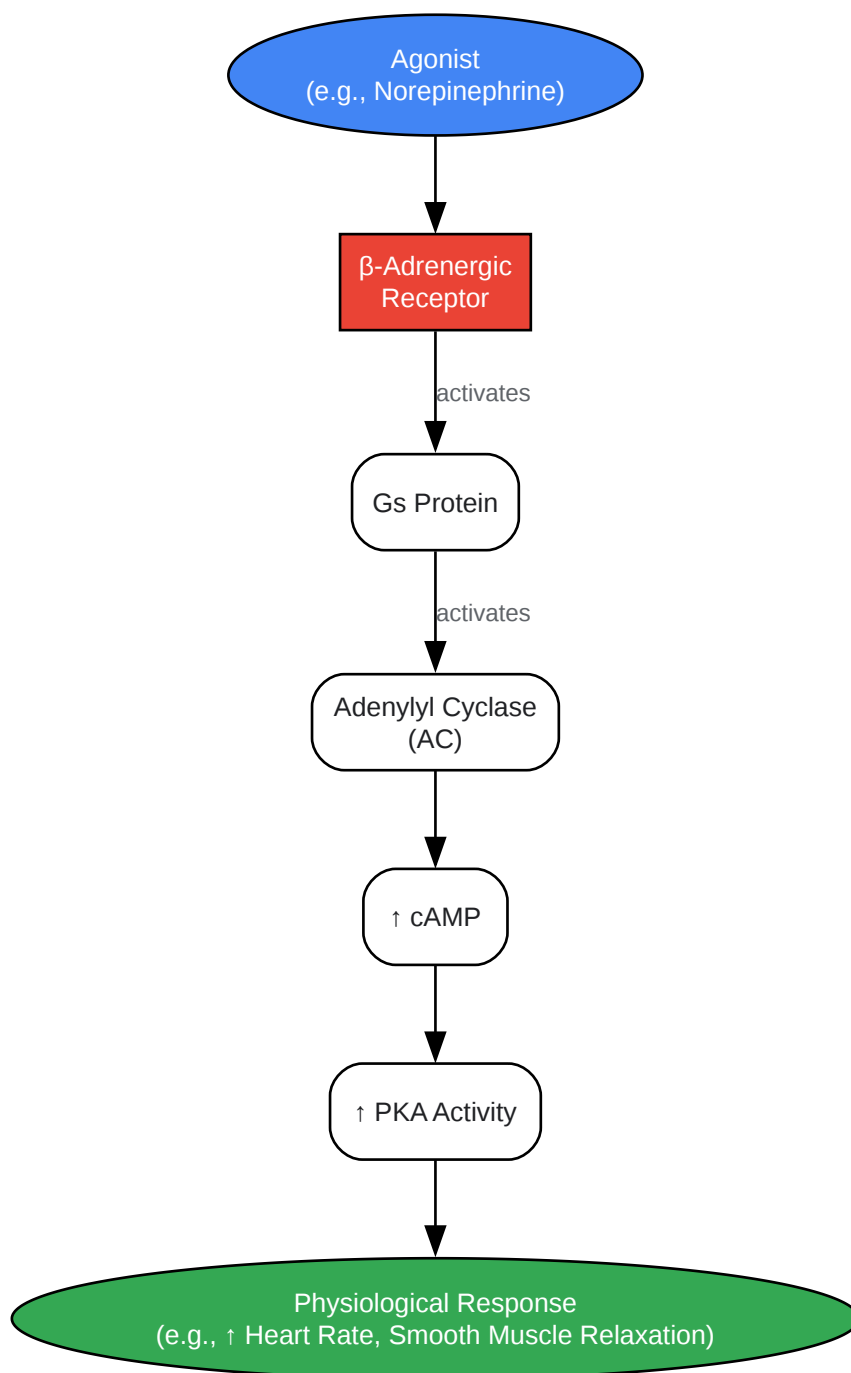 Agonist
(e.g., Norepinephrine)
β-Adrenergic
Receptor
activates
Gs Protein
activates
Adenylyl Cyclase
(AC)
↑ cAMP
↑ PKA Activity
Physiological Response
(e.g., ↑ Heart Rate, Smooth Muscle Relaxation)